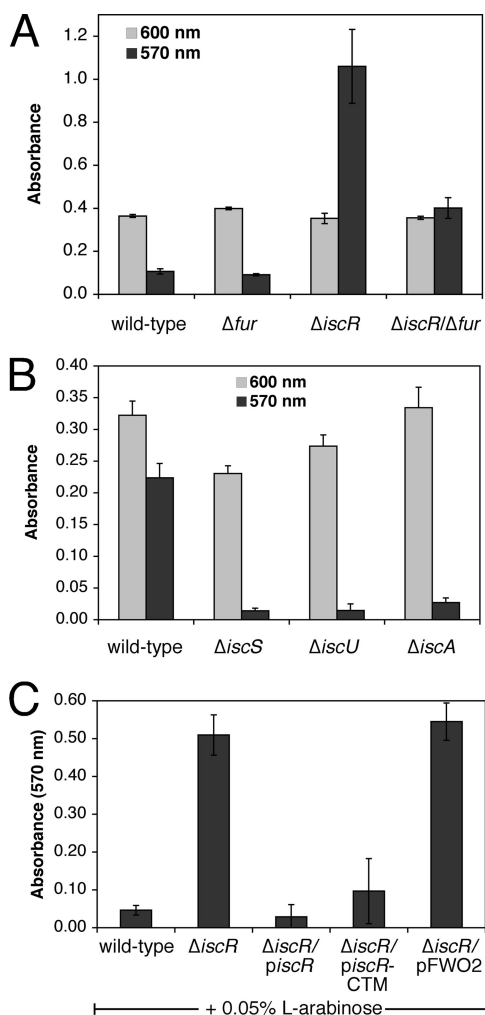 A
600 nm
570 nm
Absorbance
1.2
1.0
0.8
0.6
0.4
0.2
0.0
wild-type Δfur ΔiscR ΔiscR/Δfur
B
600 nm
570 nm
Absorbance
0.40
0.35
0.30
0.25
0.20
0.15
0.10
0.05
0.00
wild-type ΔiscS ΔiscU ΔiscA
C
Absorbance (570 nm)
0.60
0.50
0.40
0.30
0.20
0.10
0.00
wild-type ΔiscR ΔiscR/ ΔiscR/ ΔiscR/
piscR piscR- pFWO2
CTM
+ 0.05% L-arabinose